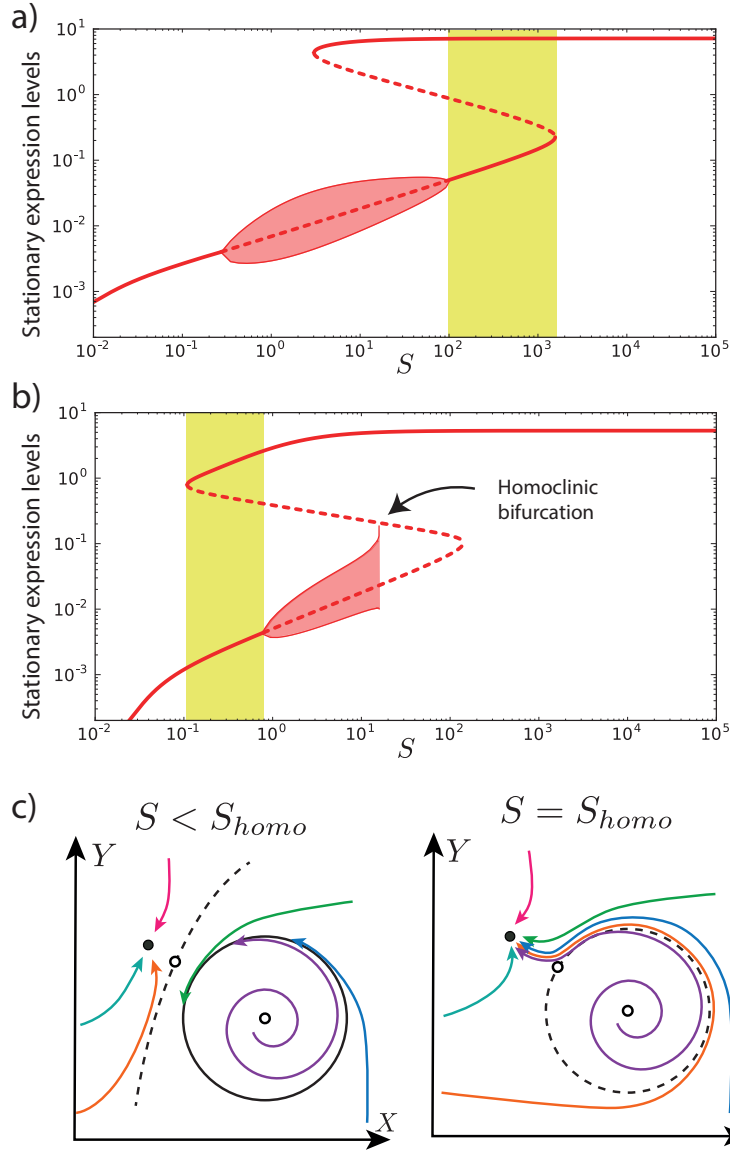 a)
Stationary expression levels
10^1
10^0
10^-1
10^-2
10^-3
10^-2 10^-1 10^0 10^1 10^2 10^3 10^4 10^5
S
b)
Stationary expression levels
10^1
10^0
10^-1
10^-2
10^-3
Homoclinic
bifurcation
10^-2 10^-1 10^0 10^1 10^2 10^3 10^4 10^5
S
c)
S < S_homo
S = S_homo
Y
X
Y